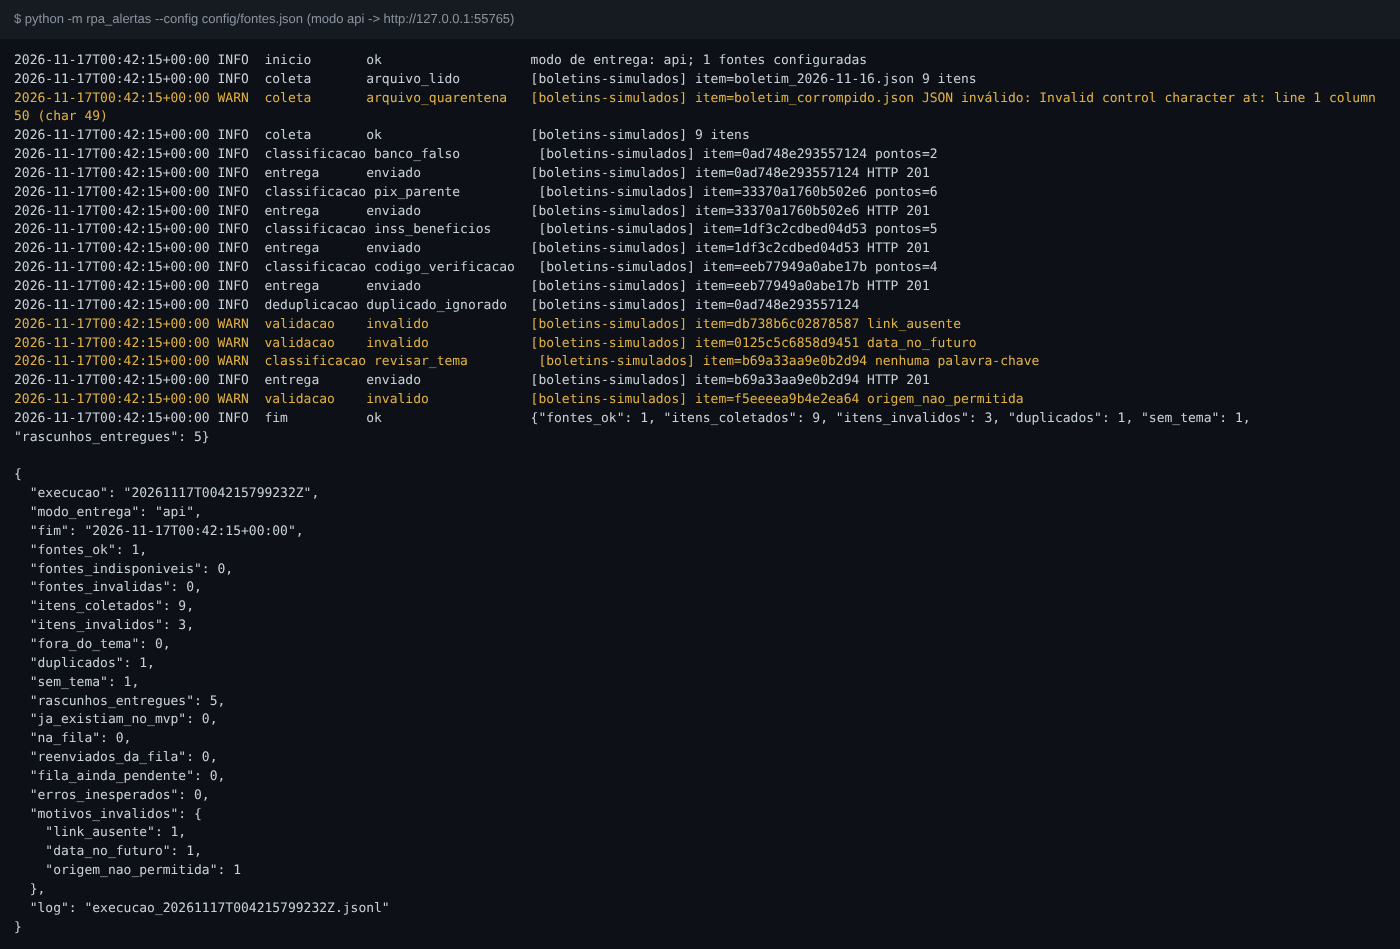 $ python -m rpa_alertas --config config/fontes.json (modo api -> http://127.0.0.1:55765)
2026-11-17T00:42:15+00:00 INFO  inicio       ok                   modo de entrega: api; 1 fontes configuradas
2026-11-17T00:42:15+00:00 INFO  coleta       arquivo_lido         [boletins-simulados] item=boletim_2026-11-16.json 9 itens
2026-11-17T00:42:15+00:00 WARN  coleta       arquivo_quarentena   [boletins-simulados] item=boletim_corrompido.json JSON inválido: Invalid control character at: line 1 column
50 (char 49)
2026-11-17T00:42:15+00:00 INFO  coleta       ok                   [boletins-simulados] 9 itens
2026-11-17T00:42:15+00:00 INFO  classificacao banco_falso          [boletins-simulados] item=0ad748e293557124 pontos=2
2026-11-17T00:42:15+00:00 INFO  entrega      enviado              [boletins-simulados] item=0ad748e293557124 HTTP 201
2026-11-17T00:42:15+00:00 INFO  classificacao pix_parente          [boletins-simulados] item=33370a1760b502e6 pontos=6
2026-11-17T00:42:15+00:00 INFO  entrega      enviado              [boletins-simulados] item=33370a1760b502e6 HTTP 201
2026-11-17T00:42:15+00:00 INFO  classificacao inss_beneficios      [boletins-simulados] item=1df3c2cdbed04d53 pontos=5
2026-11-17T00:42:15+00:00 INFO  entrega      enviado              [boletins-simulados] item=1df3c2cdbed04d53 HTTP 201
2026-11-17T00:42:15+00:00 INFO  classificacao codigo_verificacao   [boletins-simulados] item=eeb77949a0abe17b pontos=4
2026-11-17T00:42:15+00:00 INFO  entrega      enviado              [boletins-simulados] item=eeb77949a0abe17b HTTP 201
2026-11-17T00:42:15+00:00 INFO  deduplicacao duplicado_ignorado   [boletins-simulados] item=0ad748e293557124
2026-11-17T00:42:15+00:00 WARN  validacao    invalido             [boletins-simulados] item=db738b6c02878587 link_ausente
2026-11-17T00:42:15+00:00 WARN  validacao    invalido             [boletins-simulados] item=0125c5c6858d9451 data_no_futuro
2026-11-17T00:42:15+00:00 WARN  classificacao revisar_tema         [boletins-simulados] item=b69a33aa9e0b2d94 nenhuma palavra-chave
2026-11-17T00:42:15+00:00 INFO  entrega      enviado              [boletins-simulados] item=b69a33aa9e0b2d94 HTTP 201
2026-11-17T00:42:15+00:00 WARN  validacao    invalido             [boletins-simulados] item=f5eeeea9b4e2ea64 origem_nao_permitida
2026-11-17T00:42:15+00:00 INFO  fim          ok                   {"fontes_ok": 1, "itens_coletados": 9, "itens_invalidos": 3, "duplicados": 1, "sem_tema": 1,
"rascunhos_entregues": 5}
{
  "execucao": "20261117T004215799232Z",
  "modo_entrega": "api",
  "fim": "2026-11-17T00:42:15+00:00",
  "fontes_ok": 1,
  "fontes_indisponiveis": 0,
  "fontes_invalidas": 0,
  "itens_coletados": 9,
  "itens_invalidos": 3,
  "fora_do_tema": 0,
  "duplicados": 1,
  "sem_tema": 1,
  "rascunhos_entregues": 5,
  "ja_existiam_no_mvp": 0,
  "na_fila": 0,
  "reenviados_da_fila": 0,
  "fila_ainda_pendente": 0,
  "erros_inesperados": 0,
  "motivos_invalidos": {
    "link_ausente": 1,
    "data_no_futuro": 1,
    "origem_nao_permitida": 1
  },
  "log": "execucao_20261117T004215799232Z.jsonl"
}